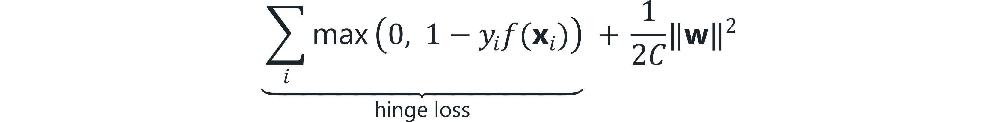 ∑ᵢ max(0, 1 − yᵢf(𝐱ᵢ)) + 1/(2C) ‖𝐰‖²
hinge loss